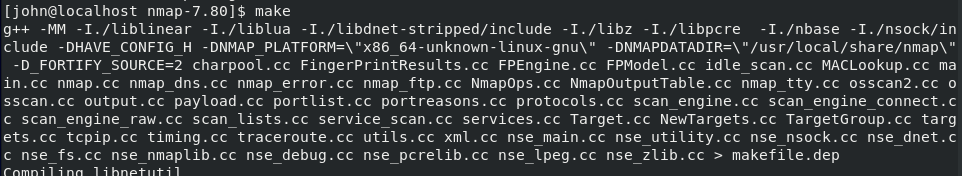 [john@localhost nmap-7.80]$ make
g++ -MM -I./liblinear -I./liblua -I./libdnet-stripped/include -I./libz -I./libpcre  -I./nbase -I./nsock/in
clude -DHAVE_CONFIG_H -DNMAP_PLATFORM=\"x86_64-unknown-linux-gnu\" -DNMAPDATADIR=\"/usr/local/share/nmap\"
 -D_FORTIFY_SOURCE=2 charpool.cc FingerPrintResults.cc FPEngine.cc FPModel.cc idle_scan.cc MACLookup.cc ma
in.cc nmap.cc nmap_dns.cc nmap_error.cc nmap_ftp.cc NmapOps.cc NmapOutputTable.cc nmap_tty.cc osscan2.cc o
sscan.cc output.cc payload.cc portlist.cc portreasons.cc protocols.cc scan_engine.cc scan_engine_connect.c
c scan_engine_raw.cc scan_lists.cc service_scan.cc services.cc Target.cc NewTargets.cc TargetGroup.cc targ
ets.cc tcpip.cc timing.cc traceroute.cc utils.cc xml.cc nse_main.cc nse_utility.cc nse_nsock.cc nse_dnet.c
c nse_fs.cc nse_nmaplib.cc nse_debug.cc nse_pcrelib.cc nse_lpeg.cc nse_zlib.cc > makefile.dep
Compiling libnetutil